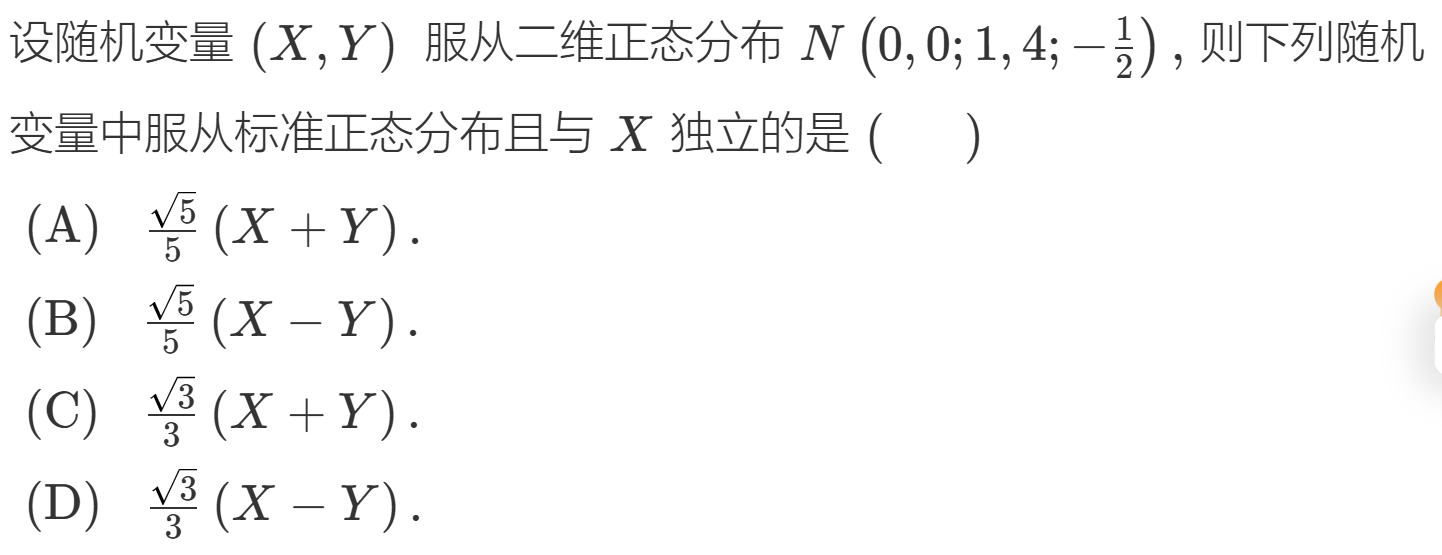 设随机变量 (X, Y) 服从二维正态分布 N (0, 0; 1, 4; −1/2) , 则下列随机
变量中服从标准正态分布且与 X 独立的是 ( )
(A) √5/5 (X + Y) .
(B) √5/5 (X − Y) .
(C) √3/3 (X + Y) .
(D) √3/3 (X − Y) .